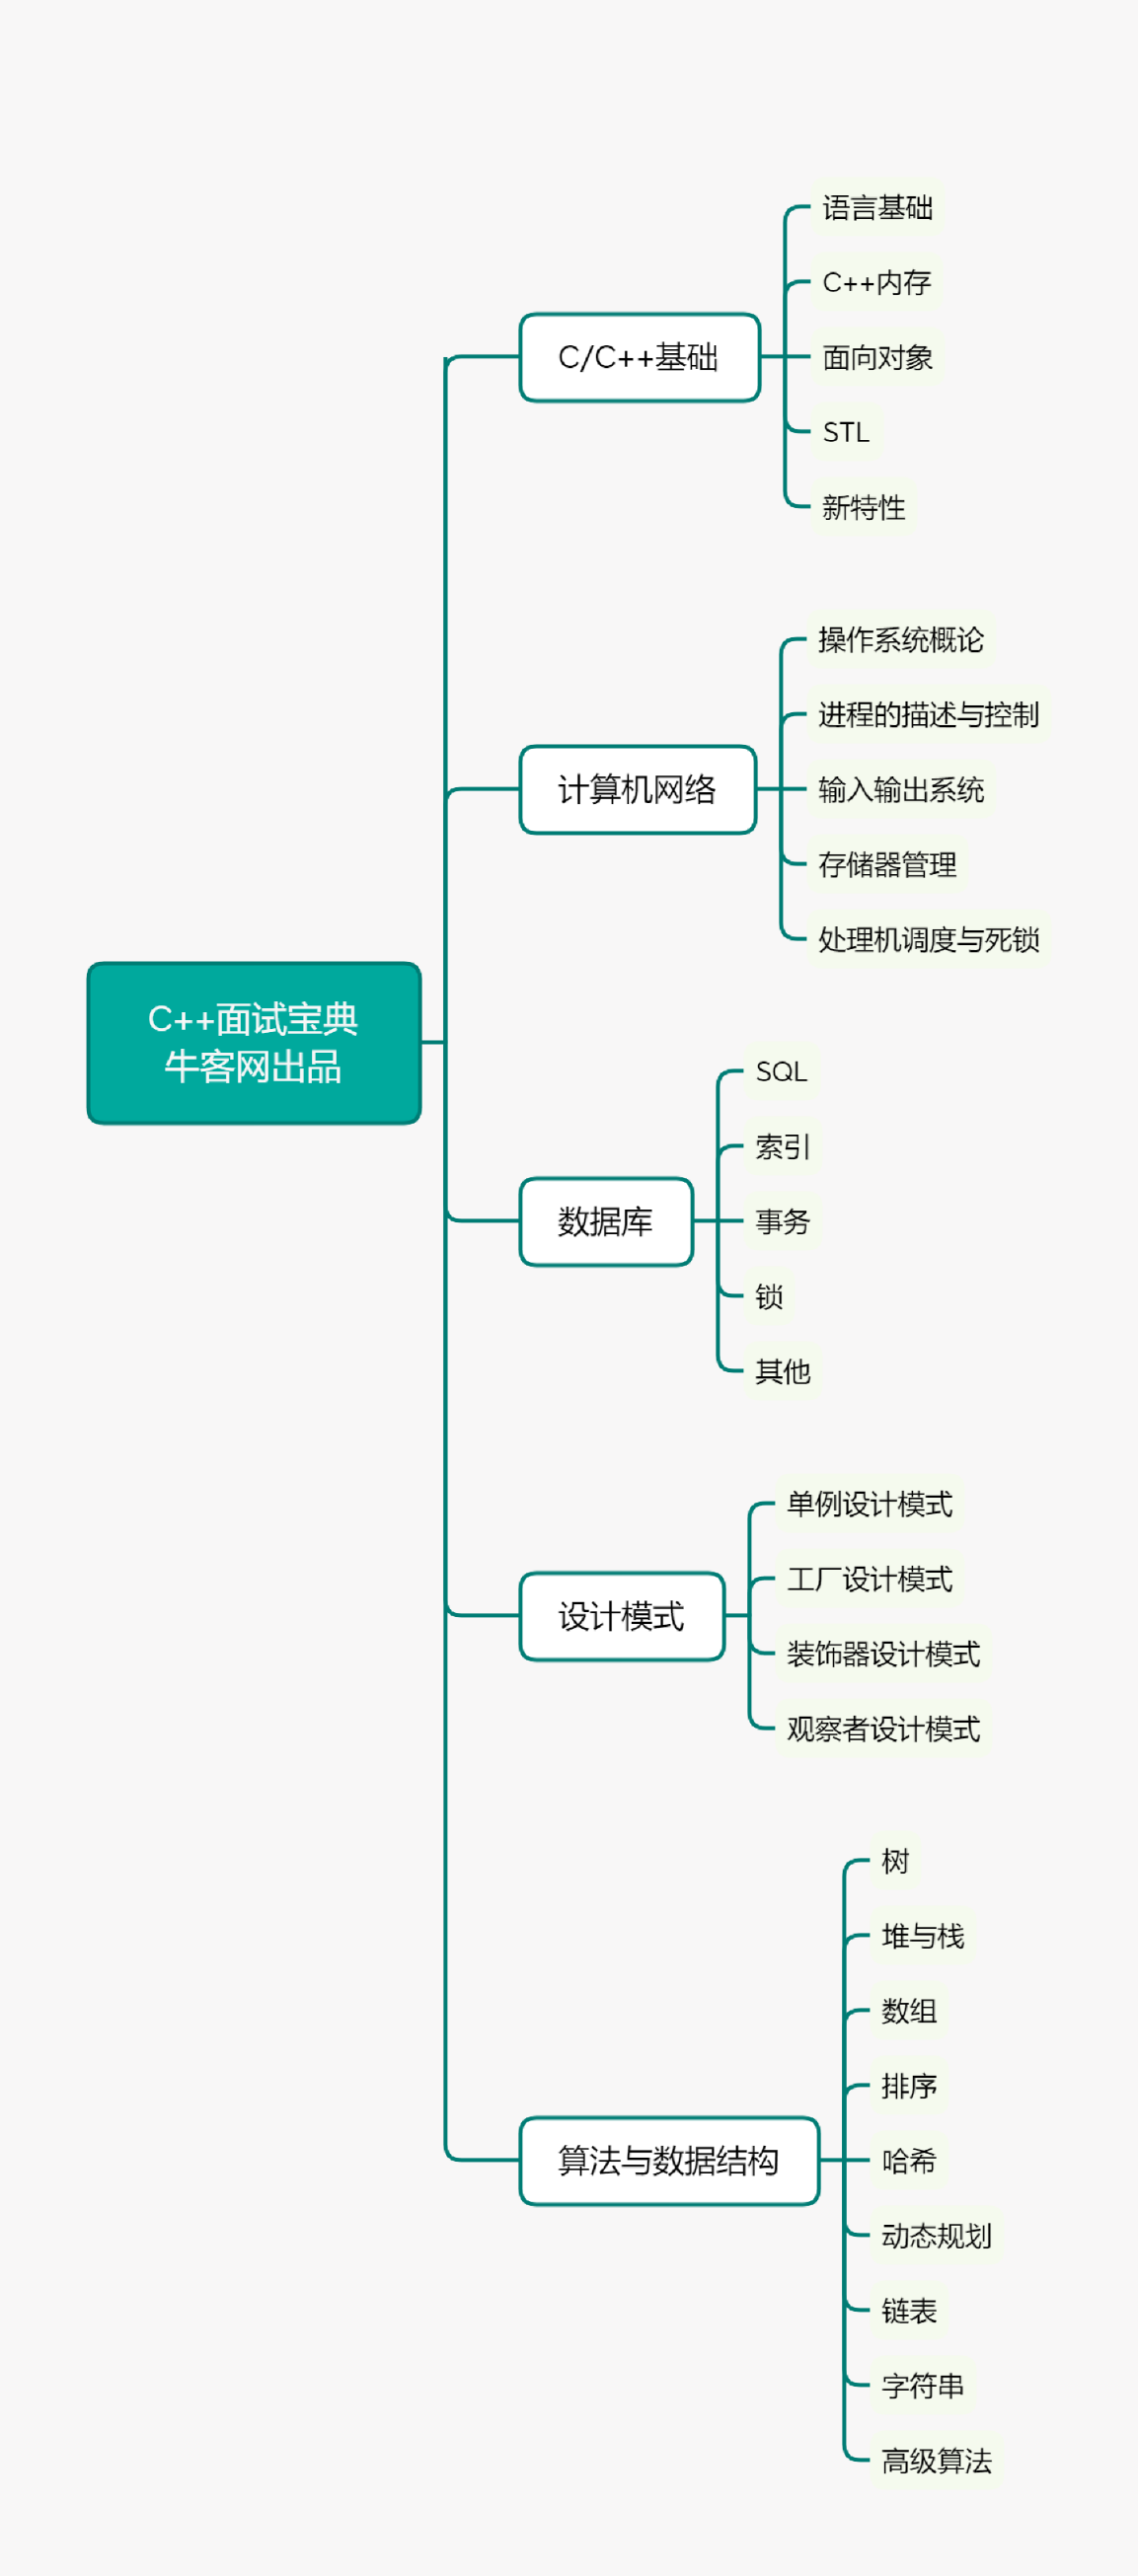 C++面试宝典
牛客网出品
C/C++基础
语言基础
C++内存
面向对象
STL
新特性
计算机网络
操作系统概论
进程的描述与控制
输入输出系统
存储器管理
处理机调度与死锁
数据库
SQL
索引
事务
锁
其他
设计模式
单例设计模式
工厂设计模式
装饰器设计模式
观察者设计模式
算法与数据结构
树
堆与栈
数组
排序
哈希
动态规划
链表
字符串
高级算法